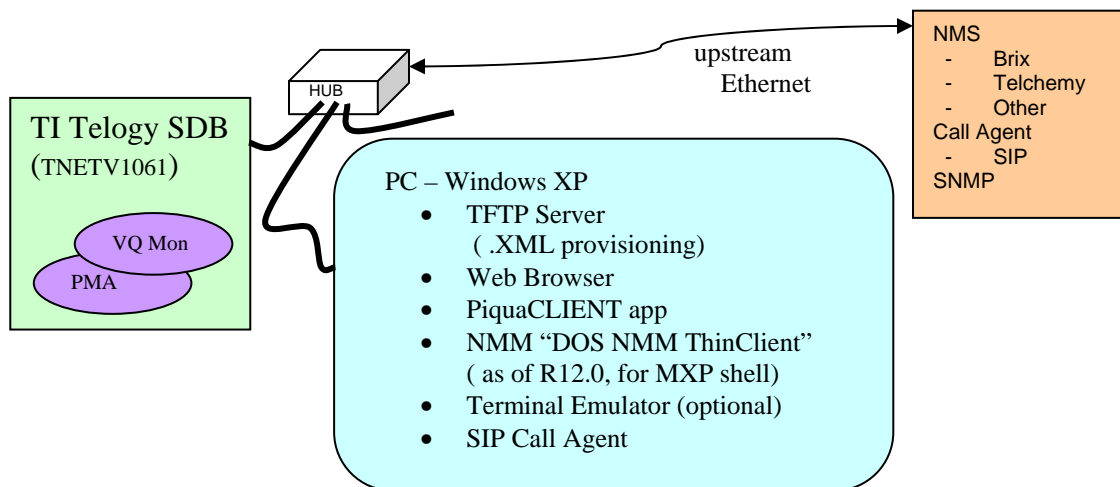 HUB
upstream
Ethernet
NMS
- Brix
- Telchemy
- Other
Call Agent
- SIP
SNMP
TI Telogy SDB
(TNETV1061)
VQ Mon
PMA
PC – Windows XP
• TFTP Server
( .XML provisioning)
• Web Browser
• PiquaCLIENT app
• NMM “DOS NMM ThinClient”
( as of R12.0, for MXP shell)
• Terminal Emulator (optional)
• SIP Call Agent